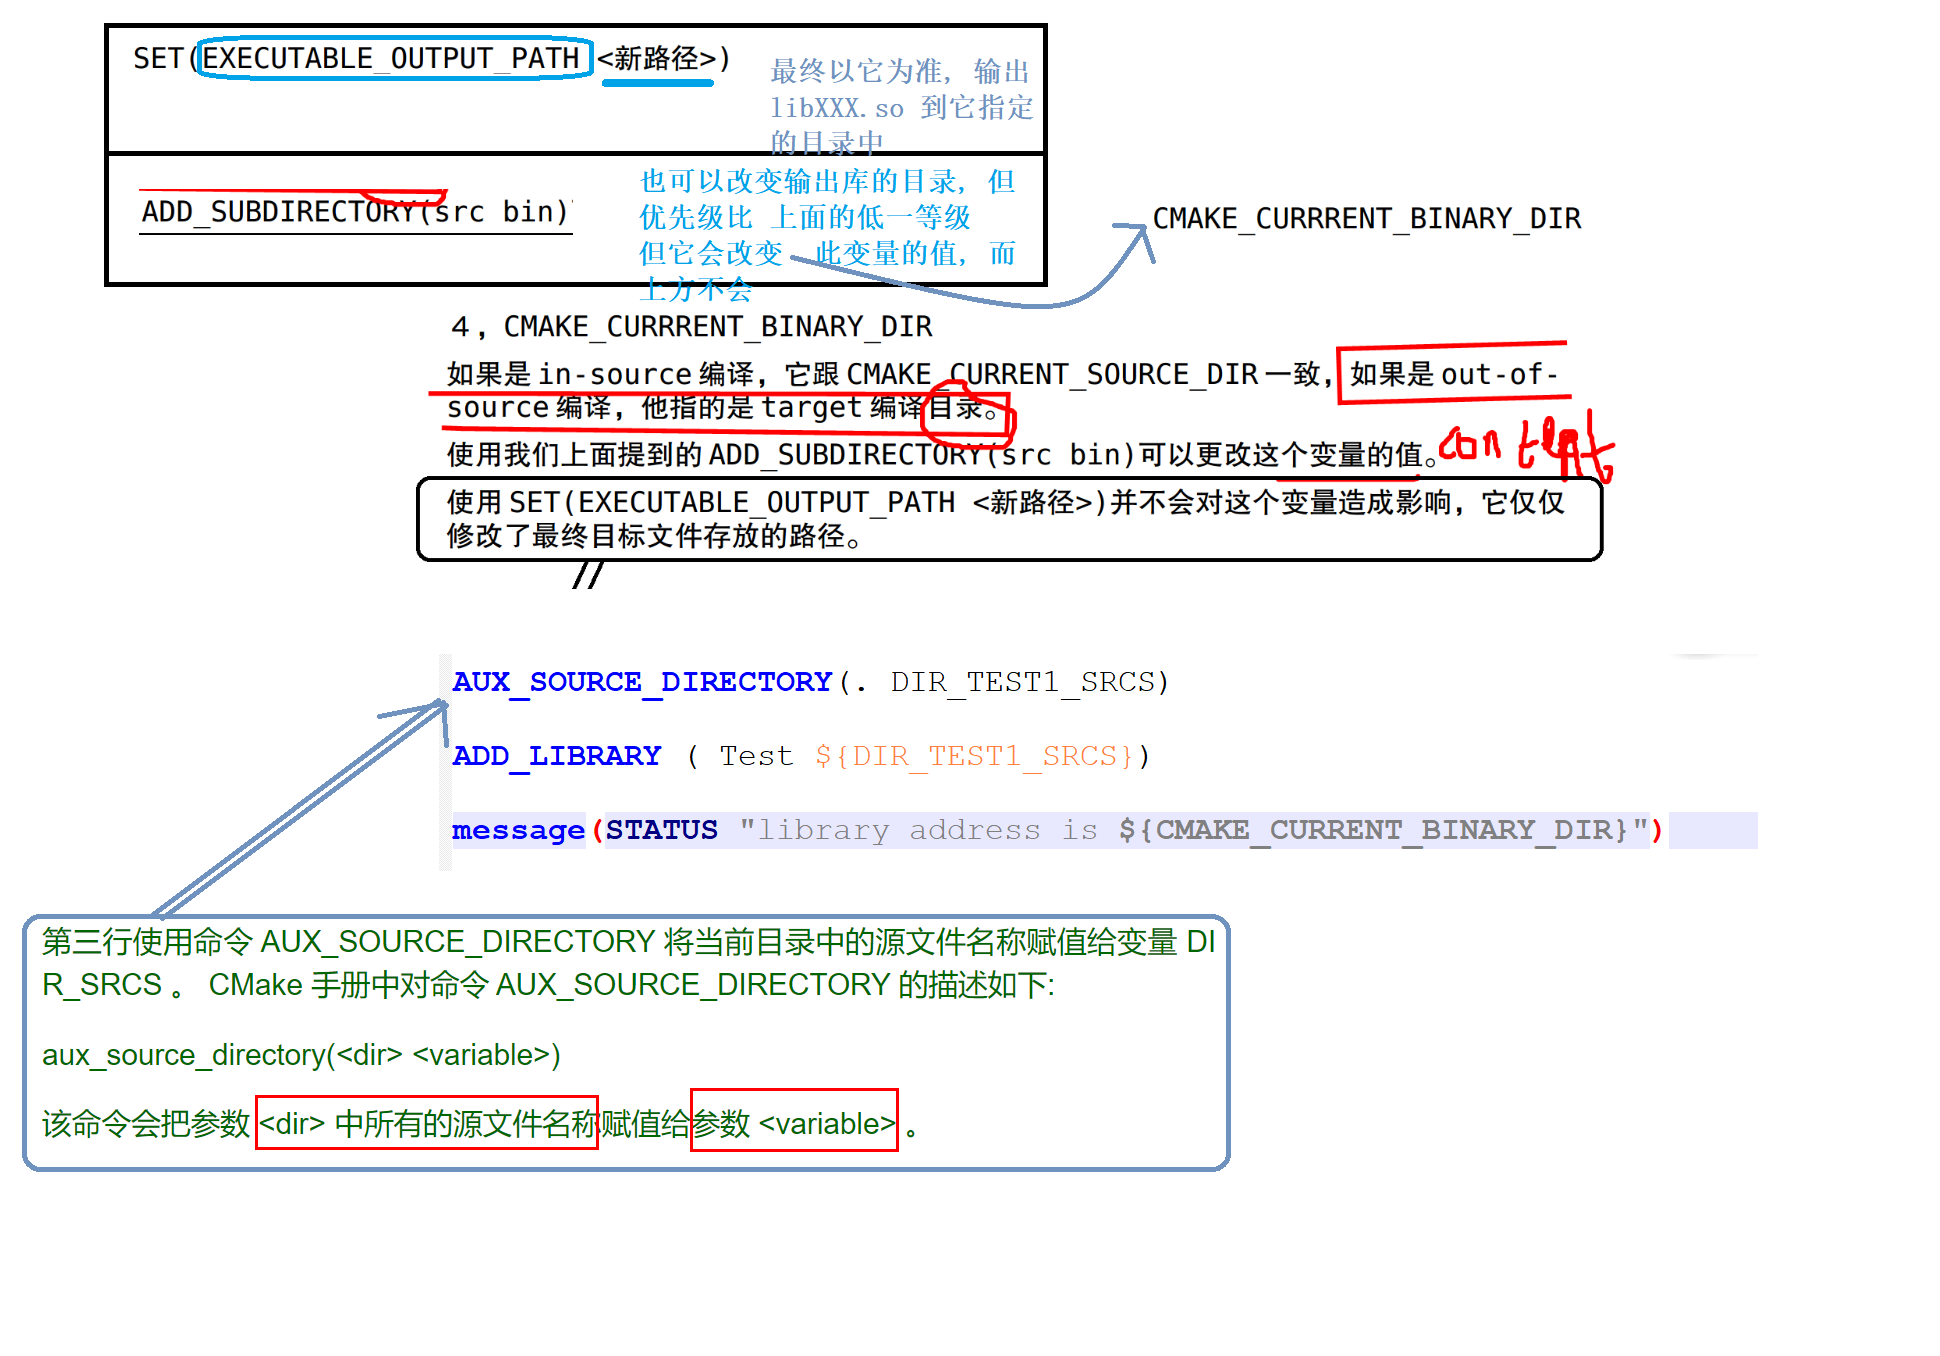 SET(EXECUTABLE_OUTPUT_PATH <新路径>)
最终以它为准, 输出
libXXX.so 到它指定
的目录中
ADD_SUBDIRECTORY(src bin)
也可以改变输出库的目录, 但
优先级比 上面的低一等级
但它会改变 此变量的值, 而
上方不会
CMAKE_CURRRENT_BINARY_DIR
4，CMAKE_CURRRENT_BINARY_DIR
如果是 in-source 编译，它跟 CMAKE_CURRENT_SOURCE_DIR 一致，如果是 out-of-
source 编译，他指的是 target 编译目录。
使用我们上面提到的 ADD_SUBDIRECTORY(src bin)可以更改这个变量的值。
使用 SET(EXECUTABLE_OUTPUT_PATH <新路径>)并不会对这个变量造成影响，它仅仅
修改了最终目标文件存放的路径。
AUX_SOURCE_DIRECTORY(. DIR_TEST1_SRCS)
ADD_LIBRARY ( Test ${DIR_TEST1_SRCS})
message(STATUS "library address is ${CMAKE_CURRENT_BINARY_DIR}")
第三行使用命令 AUX_SOURCE_DIRECTORY 将当前目录中的源文件名称赋值给变量 DI
R_SRCS 。 CMake 手册中对命令 AUX_SOURCE_DIRECTORY 的描述如下:
aux_source_directory(<dir> <variable>)
该命令会把参数 <dir> 中所有的源文件名称赋值给参数 <variable> 。